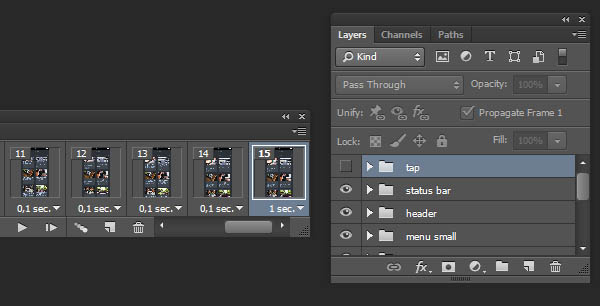 Layers Channels Paths
Kind
Pass Through Opacity: 100%
Unify: Propagate Frame 1
Lock: Fill: 100%
tap
status bar
header
menu small
fx.
11 12 13 14 15
0,1 sec. 0,1 sec. 0,1 sec. 0,1 sec. 1 sec.